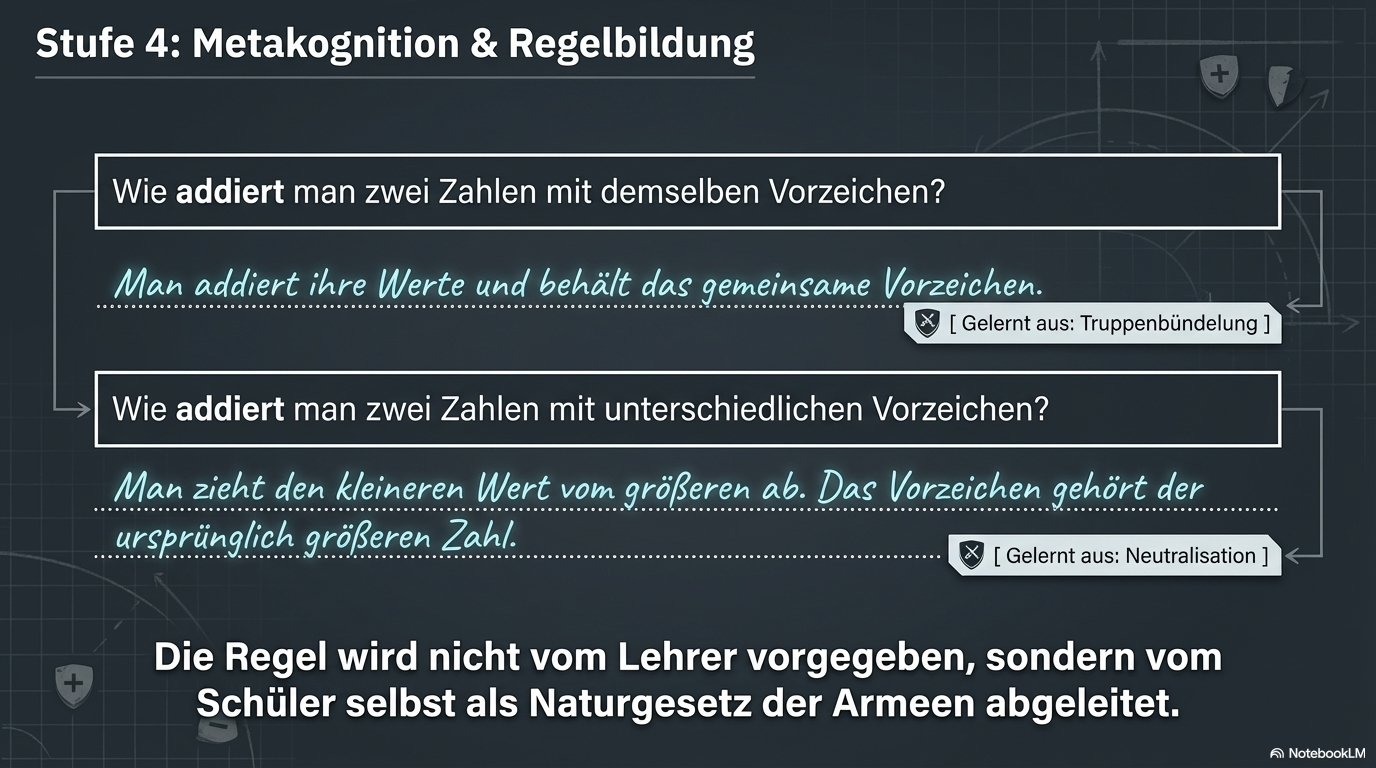 Stufe 4: Metakognition & Regelbildung
Wie addiert man zwei Zahlen mit demselben Vorzeichen?
Man addiert ihre Werte und behält das gemeinsame Vorzeichen.
[ Gelernt aus: Truppenbündelung ]
Wie addiert man zwei Zahlen mit unterschiedlichen Vorzeichen?
Man zieht den kleineren Wert vom größeren ab. Das Vorzeichen gehört der
ursprünglich größeren Zahl.
[ Gelernt aus: Neutralisation ]
Die Regel wird nicht vom Lehrer vorgegeben, sondern vom
Schüler selbst als Naturgesetz der Armeen abgeleitet.
NotebookLM